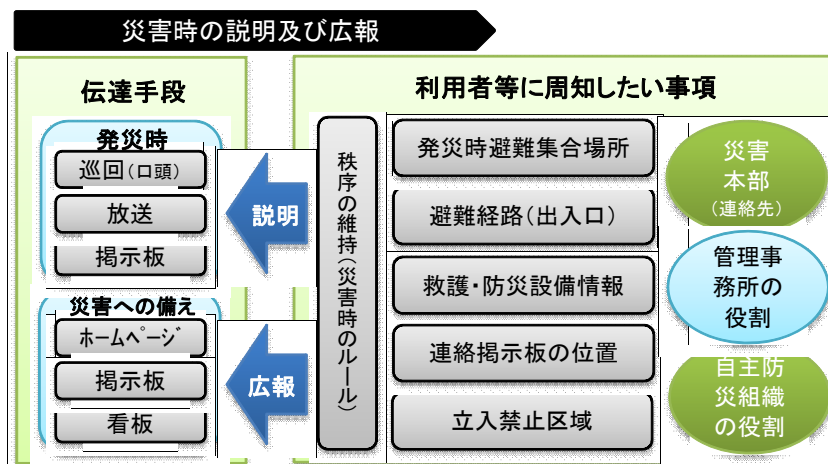 災害時の説明及び広報
伝達手段
発災時
巡回(口頭)
放送
掲示板
災害への備え
ホームページ
掲示板
看板
説明
広報
利用者等に周知したい事項
秩序の維持(災害時のルール)
発災時避難集合場所
避難経路(出入口)
救護・防災設備情報
連絡掲示板の位置
立入禁止区域
災害
本部
(連絡先)
管理事
務所の
役割
自主防
災組織
の役割